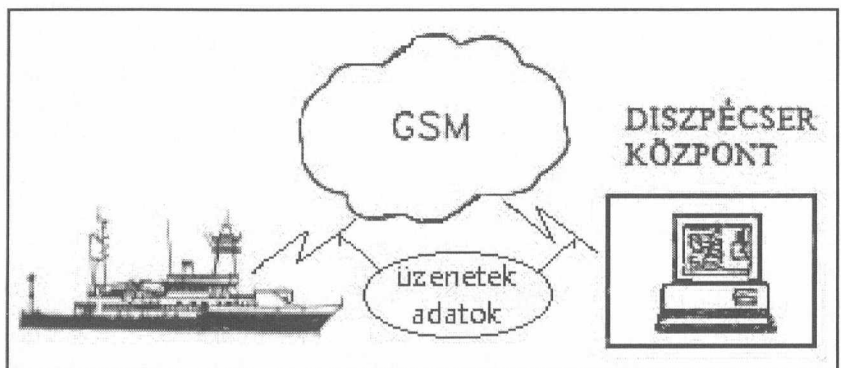 GSM
DISZPÉCSER
KÖZPONT
üzenetek
adatok